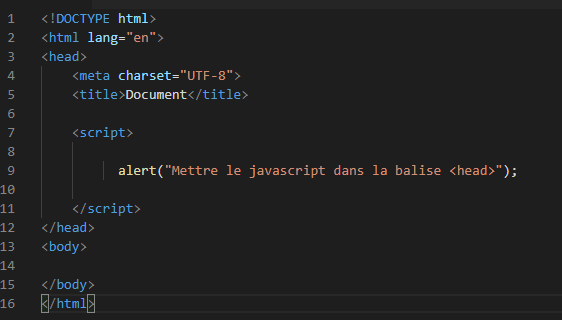 1 <!DOCTYPE html>
2 <html lang="en">
3 <head>
4     <meta charset="UTF-8">
5     <title>Document</title>
6
7     <script>
8
9           alert("Mettre le javascript dans la balise <head>");
10
11     </script>
12 </head>
13 <body>
14
15 </body>
16 </html>